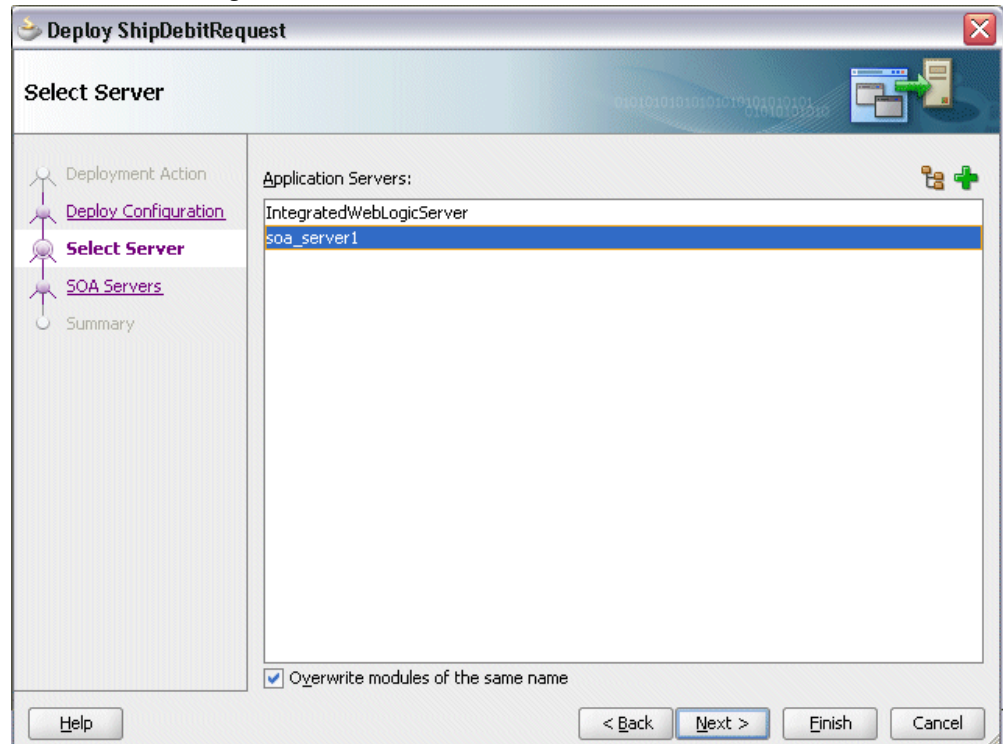 Deploy ShipDebitRequest
Select Server
Deployment Action
Deploy Configuration
Select Server
SOA Servers
Summary
Application Servers:
IntegratedWebLogicServer
soa_server1
Overwrite modules of the same name
Help
< Back
Next >
Finish
Cancel